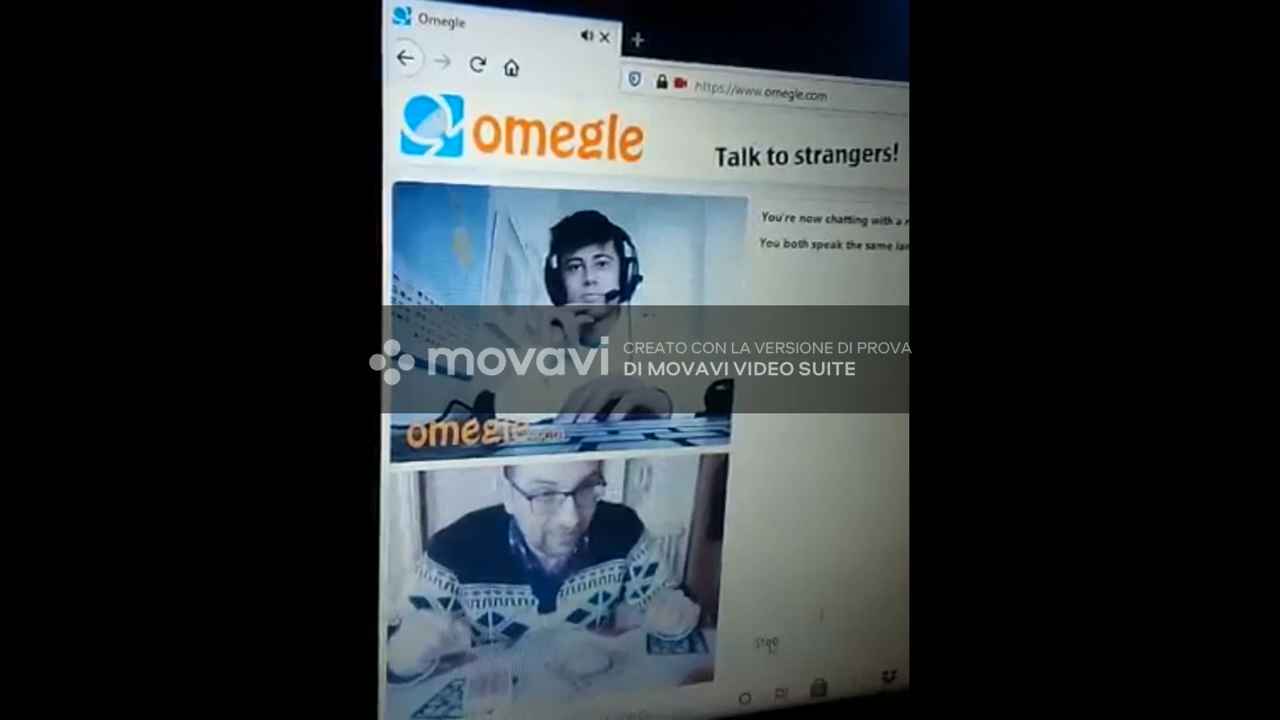 Omegle
https://www.omegle.com
omegle
Talk to strangers!
You're now chatting with a
You both speak the same
movavi
CREATO CON LA VERSIONE DI PROVA
DI MOVAVI VIDEO SUITE
omegle
Stop